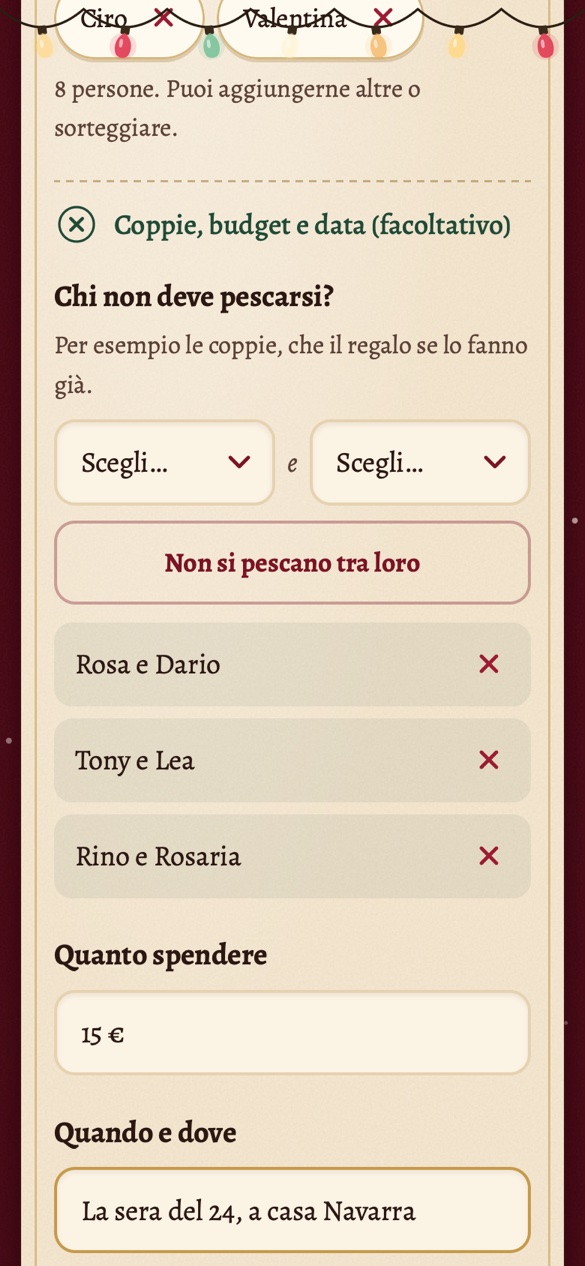 Ciro
Valentina
8 persone. Puoi aggiungerne altre o
sorteggiare.
Coppie, budget e data (facoltativo)
Chi non deve pescarsi?
Per esempio le coppie, che il regalo se lo fanno
già.
Scegli... e Scegli...
Non si pescano tra loro
Rosa e Dario
Tony e Lea
Rino e Rosaria
Quanto spendere
15 €
Quando e dove
La sera del 24, a casa Navarra